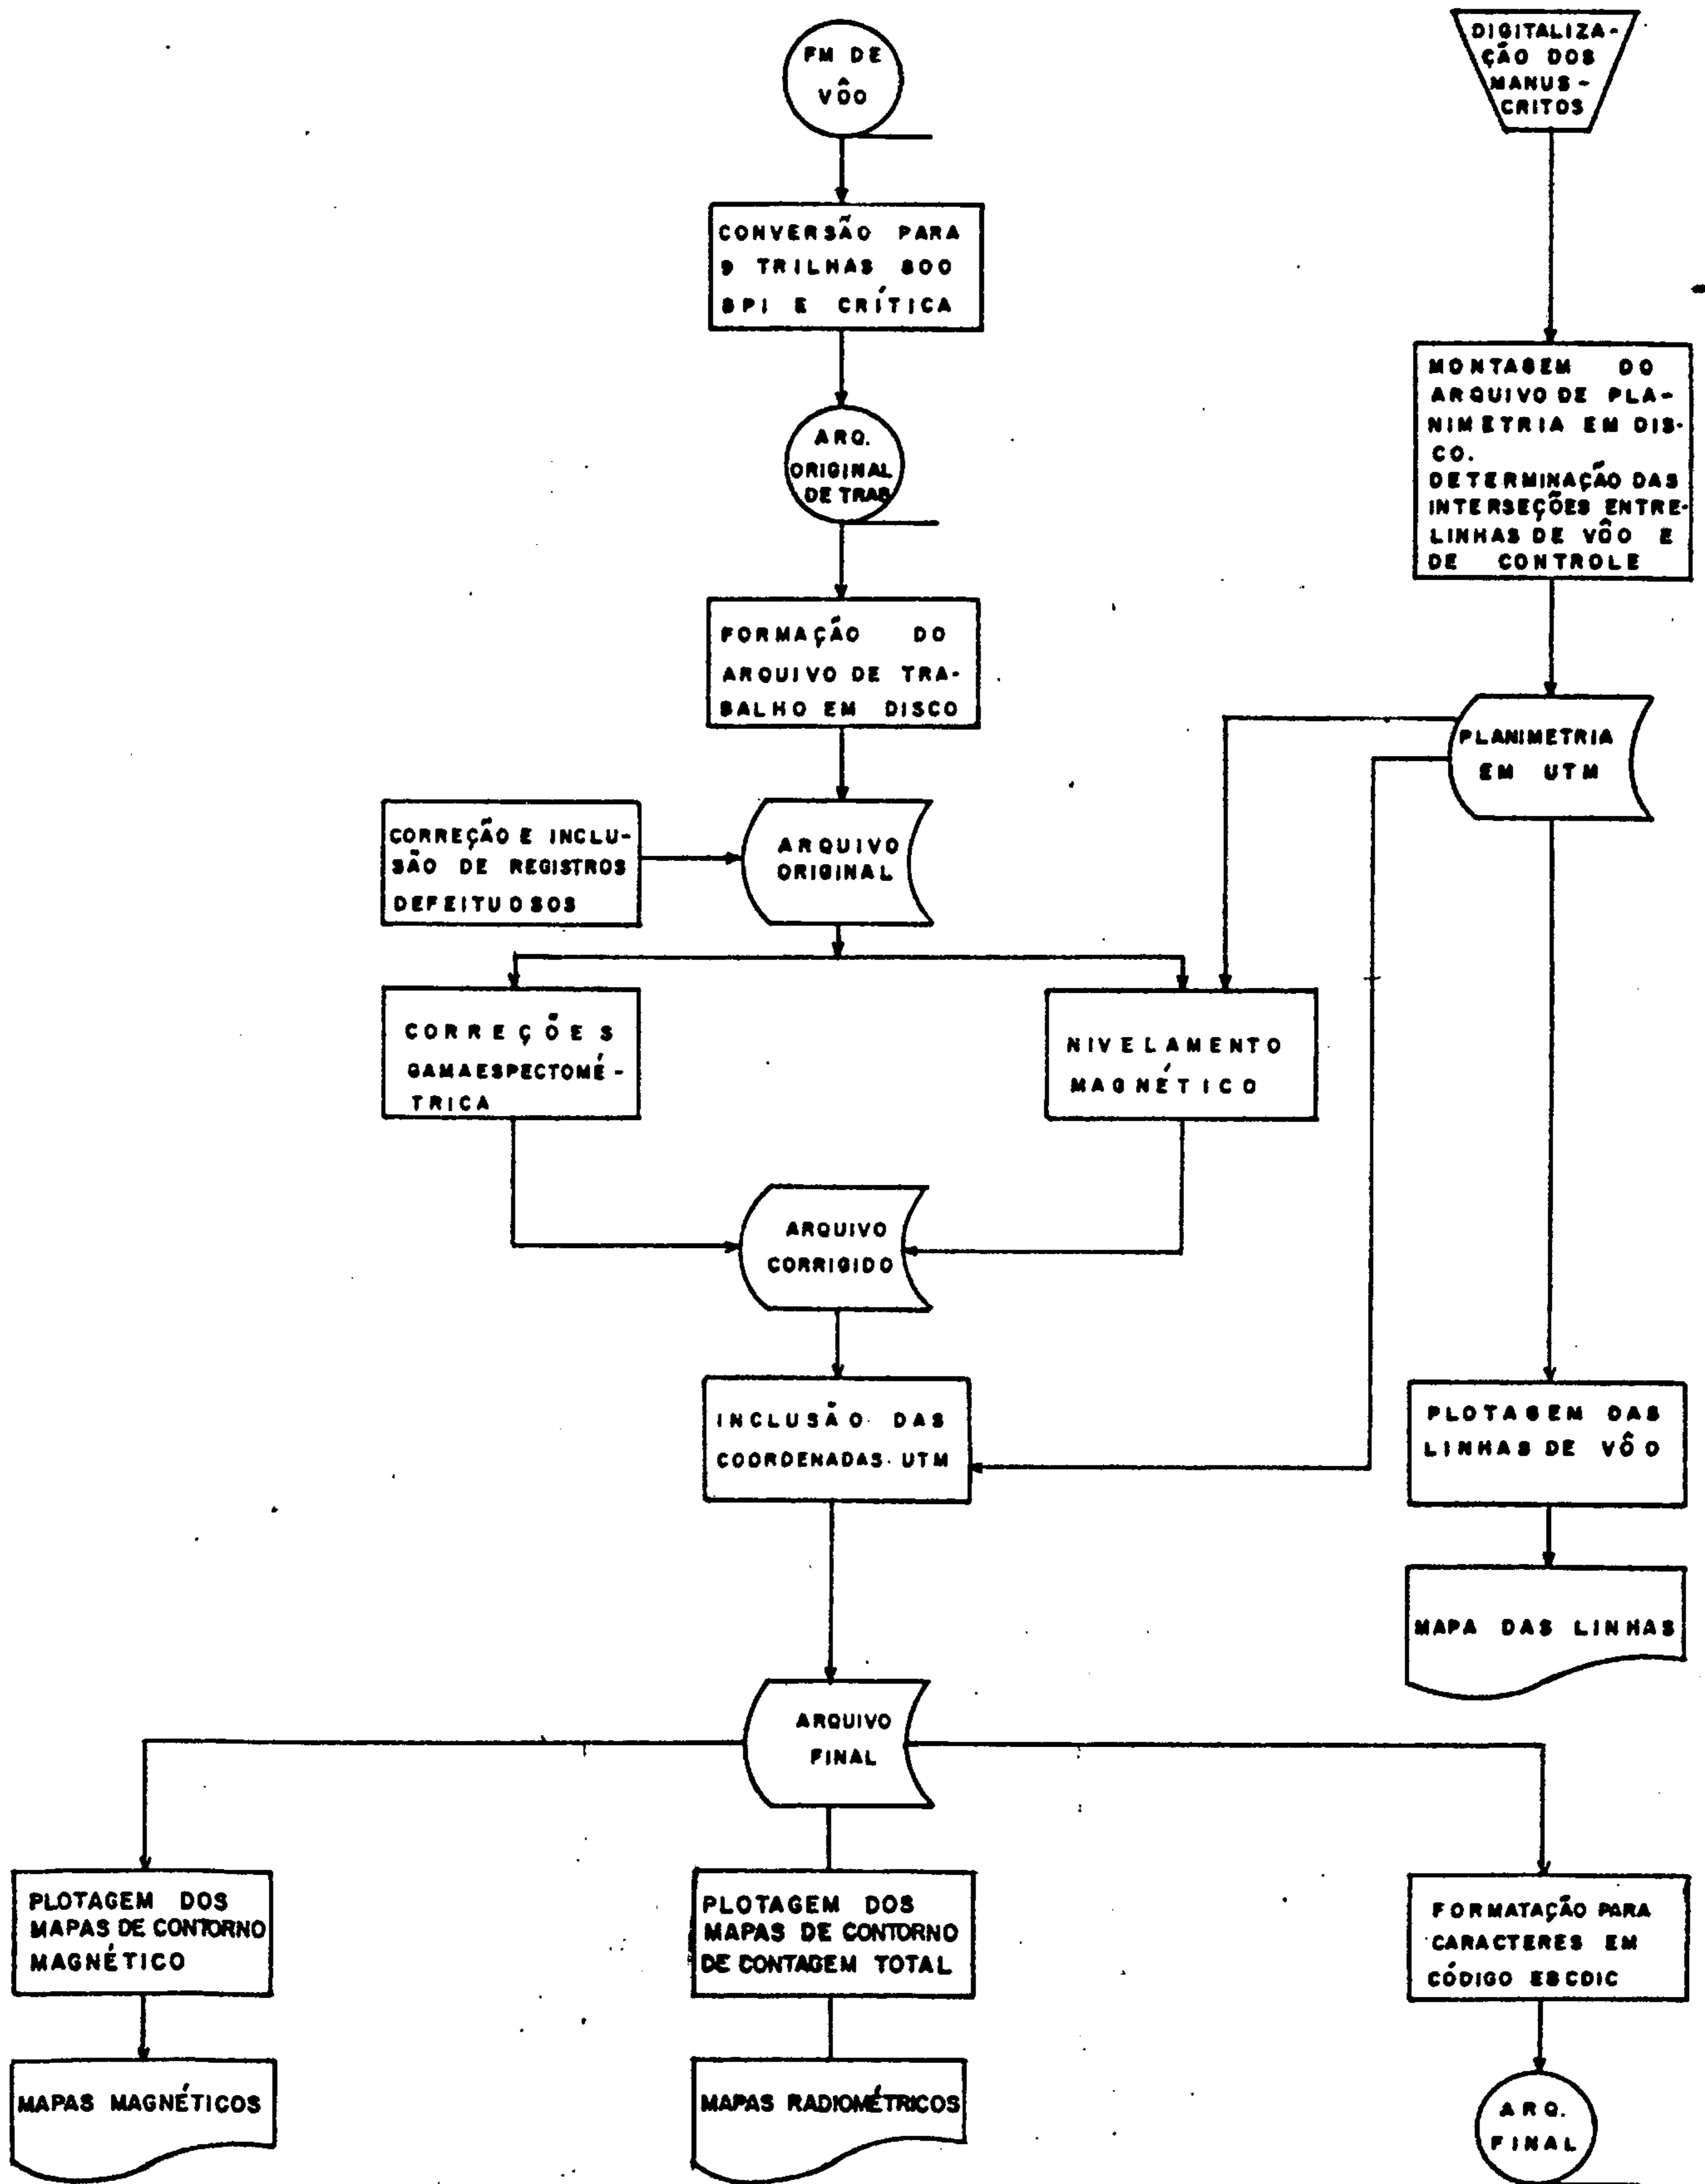 FM DE
VÔO
CONVERSÃO PARA
9 TRILHAS 800
BPI E CRÍTICA
ARQ.
ORIGINAL
DE TRAB
FORMAÇÃO DO
ARQUIVO DE TRA-
BALHO EM DISCO
CORREÇÃO E INCLU-
SÃO DE REGISTROS
DEFEITUOSOS
ARQUIVO
ORIGINAL
CORREÇÕES
GAMAESPECTOMÉ-
TRICA
NIVELAMENTO
MAGNÉTICO
ARQUIVO
CORRIGIDO
INCLUSÃO DAS
COORDENADAS UTM
ARQUIVO
FINAL
DIGITALIZA-
ÇÃO DOS
MANUS-
CRITOS
MONTAGEM DO
ARQUIVO DE PLA-
NIMETRIA EM DIS-
CO.
DETERMINAÇÃO DAS
INTERSEÇÕES ENTRE-
LINHAS DE VÔO E
DE CONTROLE
PLANIMETRIA
EM UTM
PLOTAGEM DAS
LINHAS DE VÔO
MAPA DAS LINHAS
PLOTAGEM DOS
MAPAS DE CONTORNO
MAGNÉTICO
MAPAS MAGNÉTICOS
PLOTAGEM DOS
MAPAS DE CONTORNO
DE CONTAGEM TOTAL
MAPAS RADIOMÉTRICOS
FORMATAÇÃO PARA
CARACTERES EM
CÓDIGO EBCDIC
ARQ.
FINAL